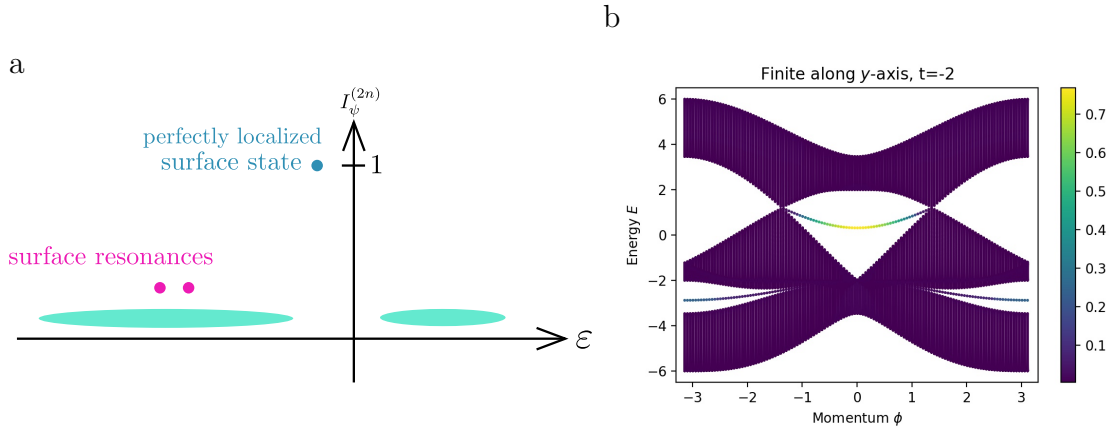 a
I_ψ^(2n)
perfectly localized
surface state
1
surface resonances
ε
b
Finite along y-axis, t=-2
Energy E
6
4
2
0
−2
−4
−6
−3
−2
−1
0
1
2
3
Momentum ϕ
0.7
0.6
0.5
0.4
0.3
0.2
0.1